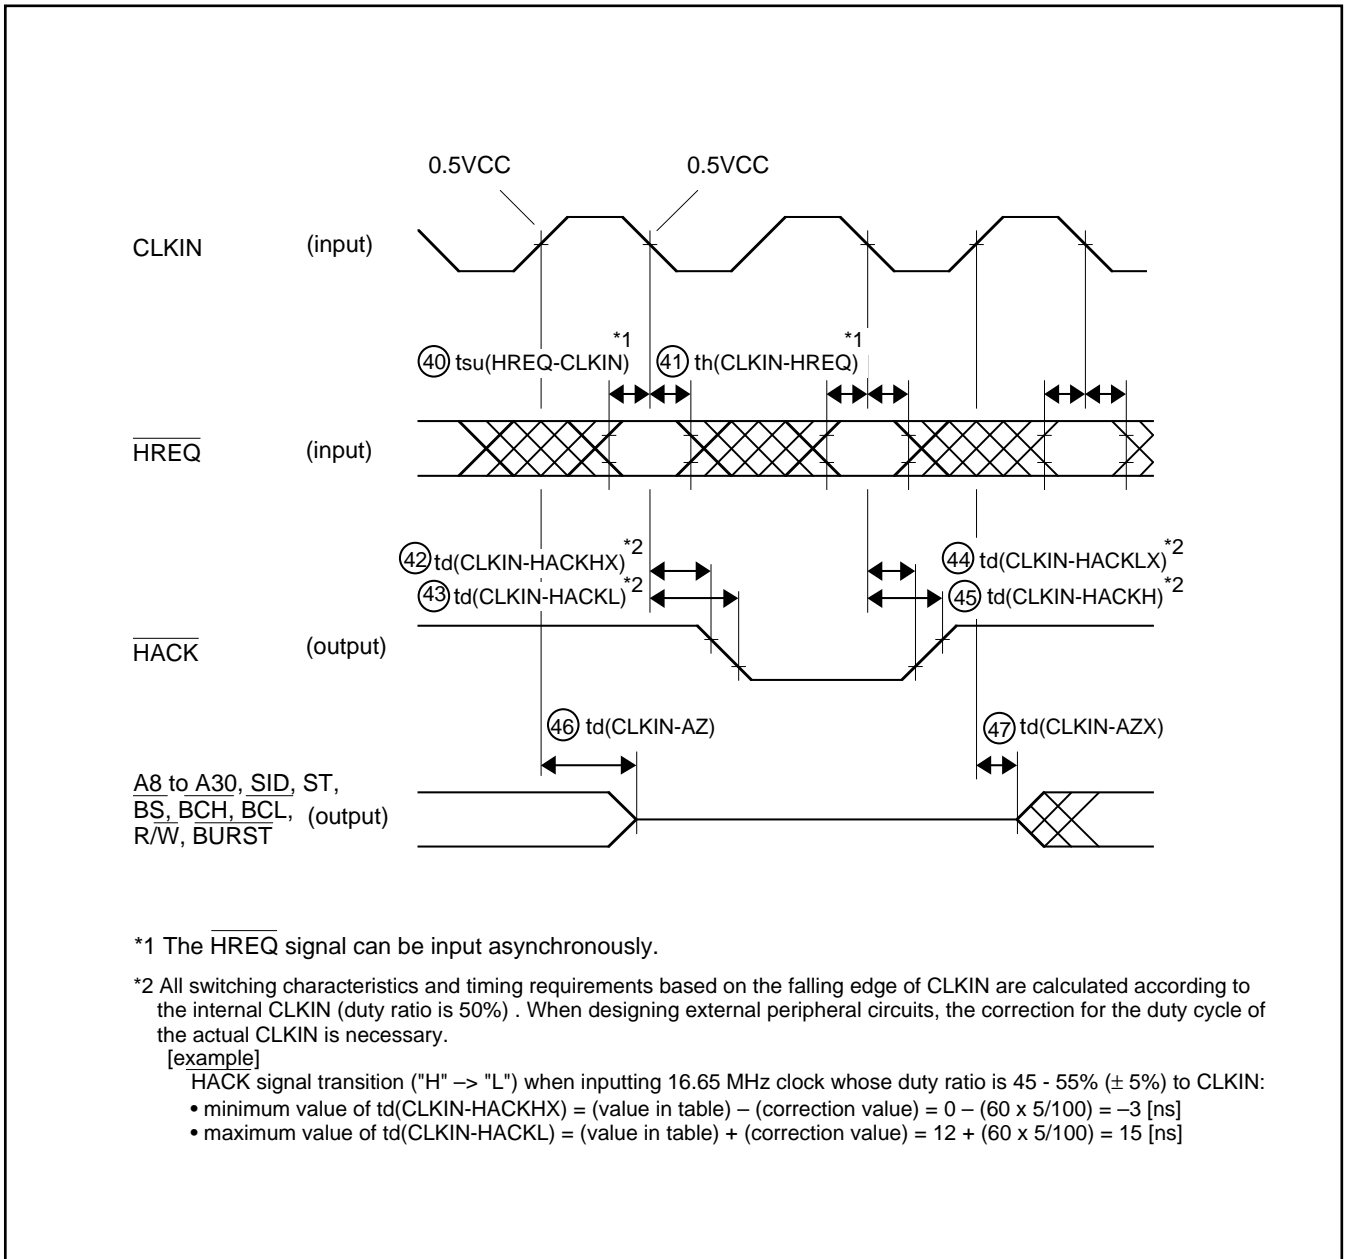 0.5VCC 0.5VCC
CLKIN (input)
㊵ tsu(HREQ-CLKIN)*1 ㊶ th(CLKIN-HREQ)*1
HREQ (input)
㊷ td(CLKIN-HACKHX)*2 ㊹ td(CLKIN-HACKLX)*2
㊸ td(CLKIN-HACKL)*2 ㊺ td(CLKIN-HACKH)*2
HACK (output)
㊻ td(CLKIN-AZ) ㊼ td(CLKIN-AZX)
A8 to A30, SID, ST,
BS, BCH, BCL, (output)
R/W, BURST
*1 The HREQ signal can be input asynchronously.
*2 All switching characteristics and timing requirements based on the falling edge of CLKIN are calculated according to
the internal CLKIN (duty ratio is 50%) . When designing external peripheral circuits, the correction for the duty cycle of
the actual CLKIN is necessary.
[example]
HACK signal transition ("H" –> "L") when inputting 16.65 MHz clock whose duty ratio is 45 - 55% (± 5%) to CLKIN:
• minimum value of td(CLKIN-HACKHX) = (value in table) – (correction value) = 0 – (60 x 5/100) = –3 [ns]
• maximum value of td(CLKIN-HACKL) = (value in table) + (correction value) = 12 + (60 x 5/100) = 15 [ns]